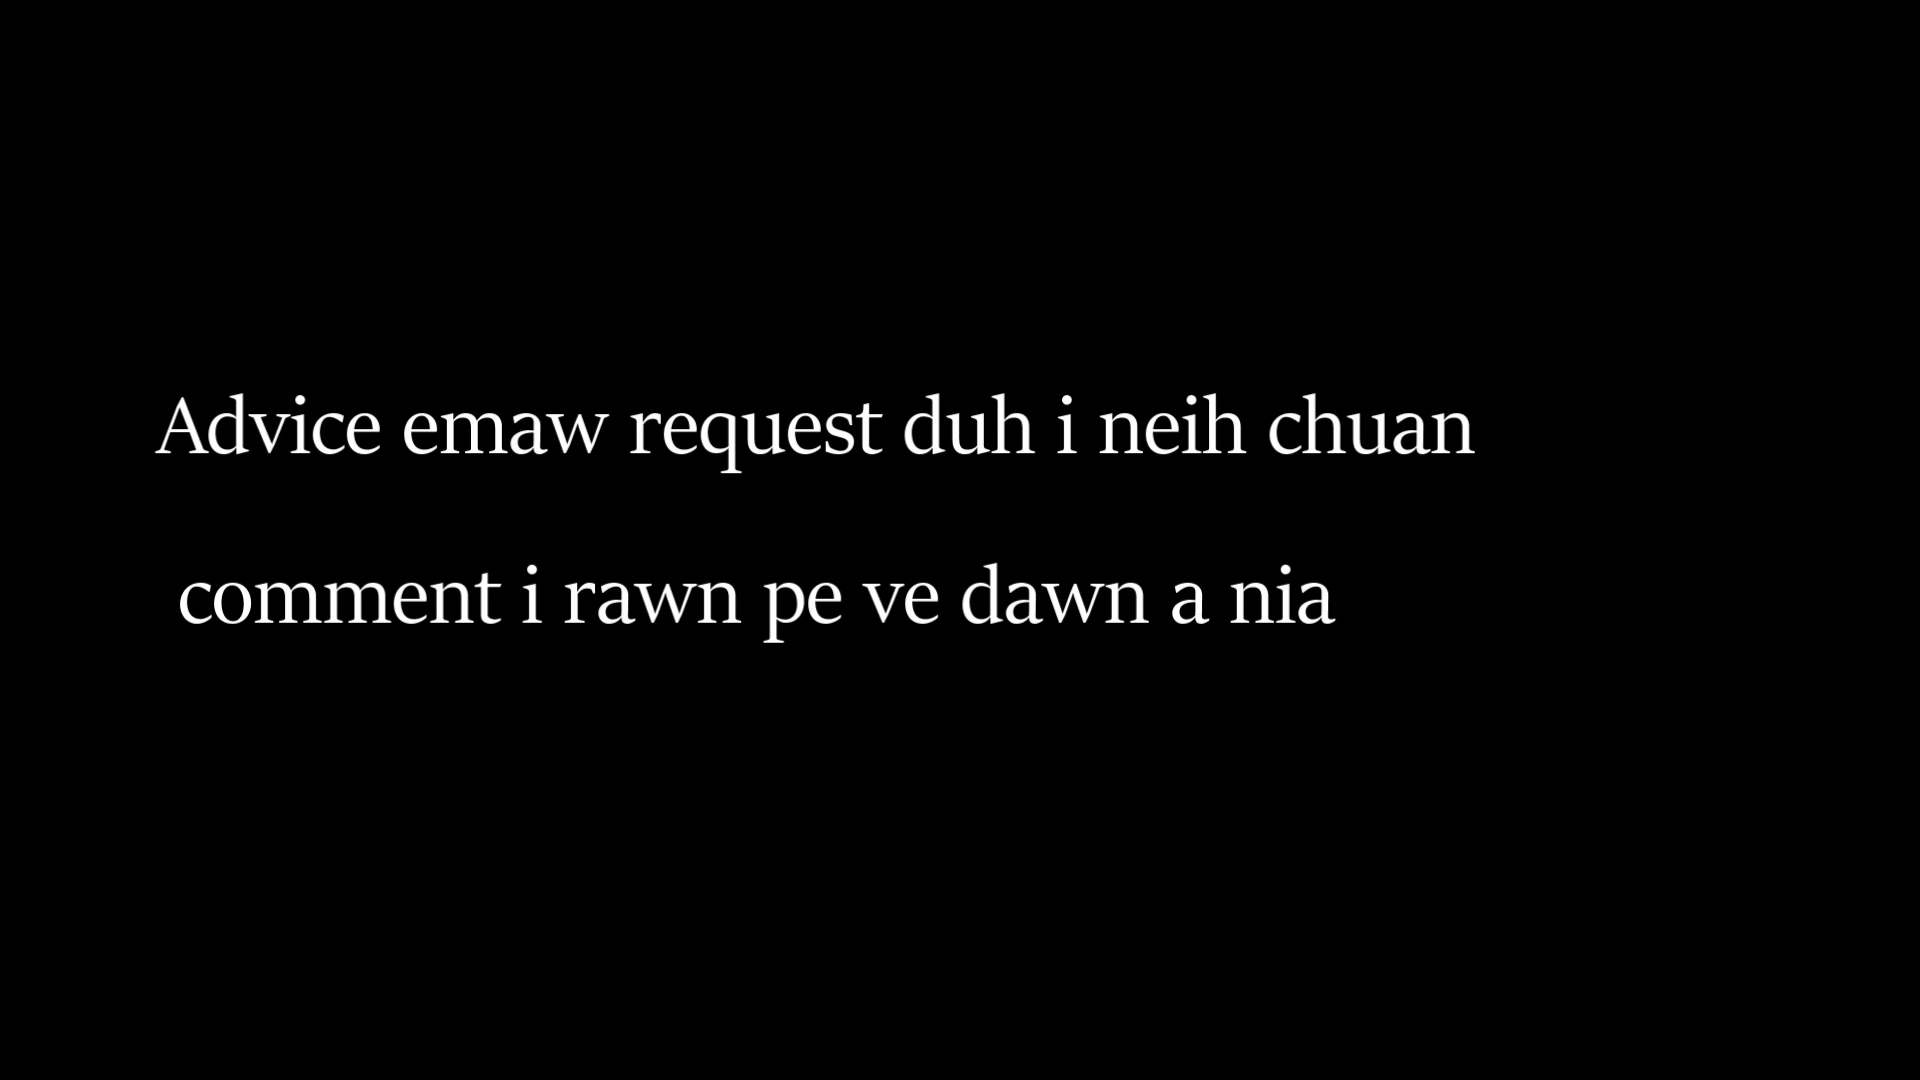 Advice emaw request duh i neih chuan
comment i rawn pe ve dawn a nia